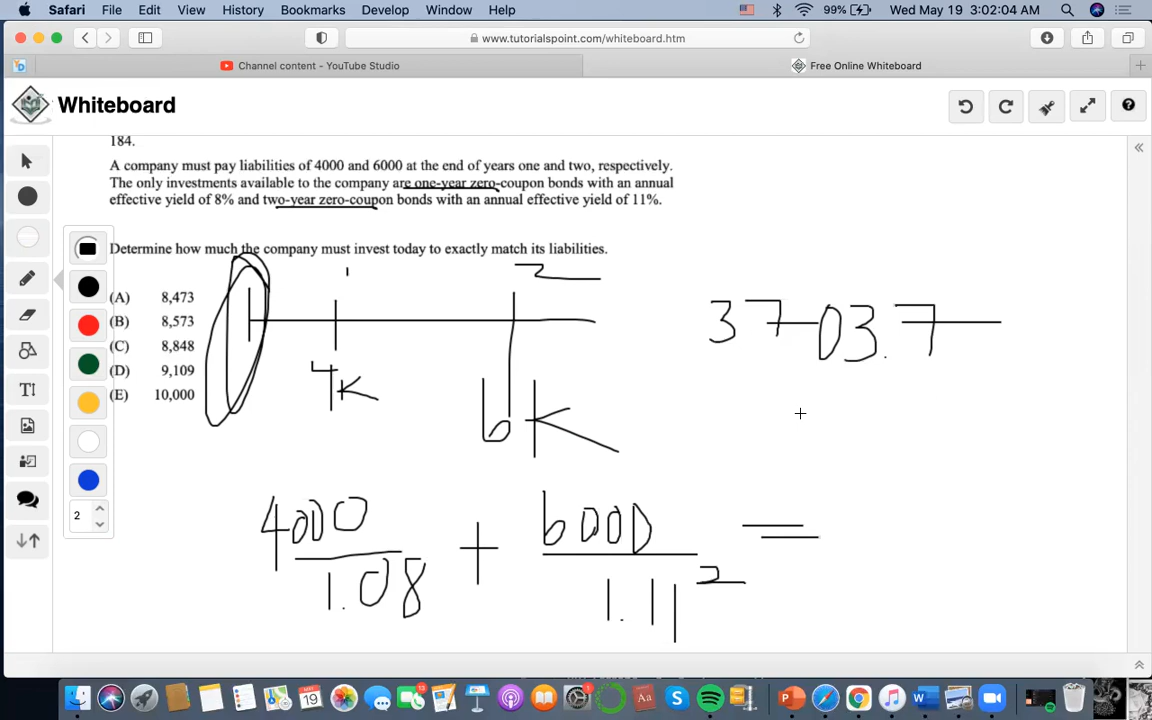 Safari File Edit View History Bookmarks Develop Window Help 99% Wed May 19 3:02:04 AM
www.tutorialspoint.com/whiteboard.htm
Channel content - YouTube Studio Free Online Whiteboard
Whiteboard
184.
A company must pay liabilities of 4000 and 6000 at the end of years one and two, respectively.
The only investments available to the company are one-year zero-coupon bonds with an annual
effective yield of 8% and two-year zero-coupon bonds with an annual effective yield of 11%.
Determine how much the company must invest today to exactly match its liabilities.
(A) 8,473
(B) 8,573
(C) 8,848
(D) 9,109
(E) 10,000
1 2
4K 6K
3703.7
4000 + 6000 =
1.08 1.11 2
2